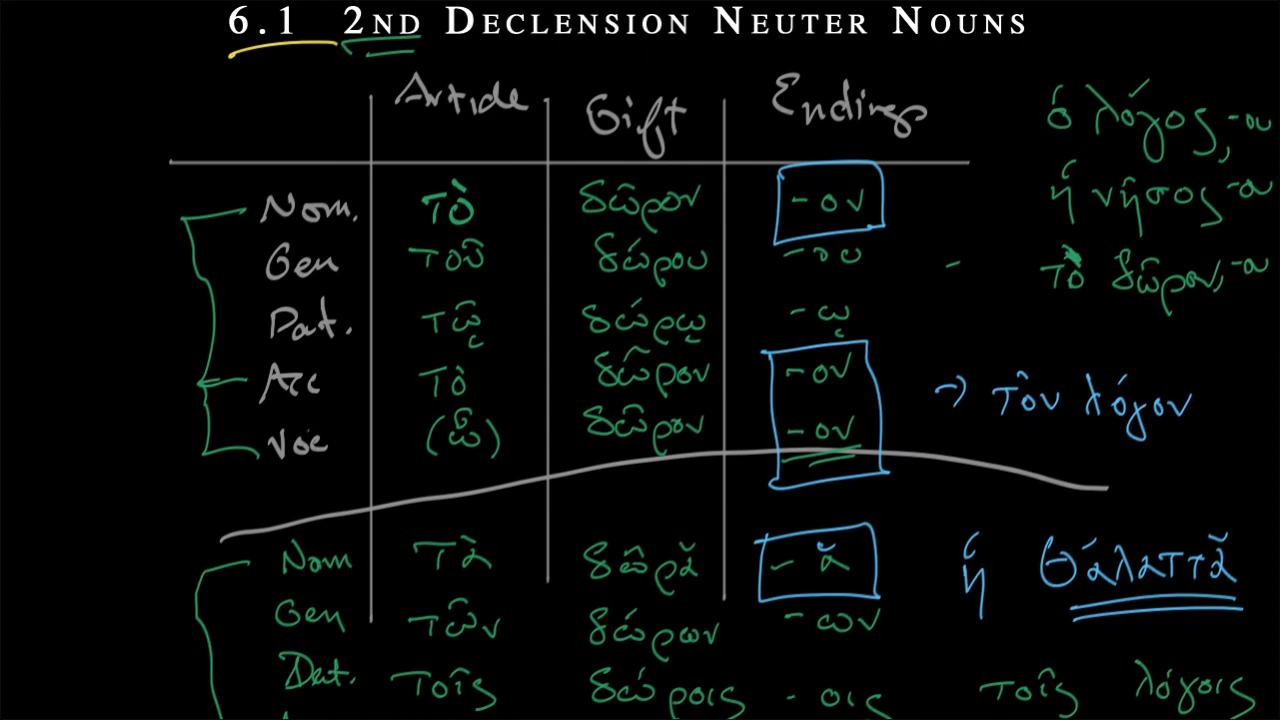 6.1 2ND DECLENSION NEUTER NOUNS
Article Gift Endings
ὁ λόγος, -ου
Nom. τὸ δῶρον -ον
ἡ νῆσος -ου
Gen τοῦ δώρου -ου
- τὸ δῶρον, -ου
Dat. τῷ δώρῳ -ῳ
Acc τὸ δῶρον -ον
→ τὸν λόγον
Voc (ὦ) δῶρον -ον
Nom τὰ δῶρᾰ -ᾰ ἡ θάλαττᾰ
Gen τῶν δώρων -ων
Dat. τοῖς δώροις -οις τοῖς λόγοις